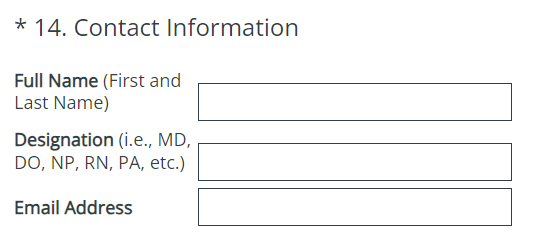 * 14. Contact Information
Full Name (First and
Last Name)
Designation (i.e., MD,
DO, NP, RN, PA, etc.)
Email Address